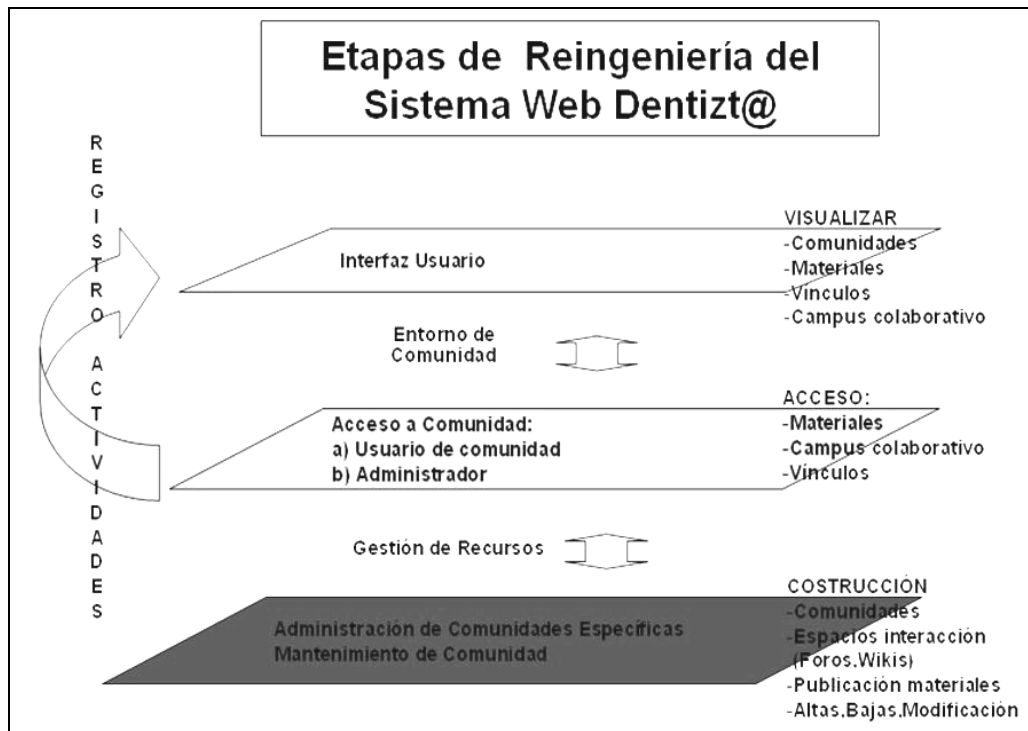 Etapas de Reingeniería del
Sistema Web Dentizt@
REGISTRO ACTIVIDADES
Interfaz Usuario
VISUALIZAR
-Comunidades
-Materiales
-Vínculos
-Campus colaborativo
Entorno de
Comunidad
Acceso a Comunidad:
a) Usuario de comunidad
b) Administrador
ACCESO:
-Materiales
-Campus colaborativo
-Vínculos
Gestión de Recursos
Administración de Comunidades Específicas
Mantenimiento de Comunidad
COSTRUCCIÓN
-Comunidades
-Espacios interacción
(Foros.Wikis)
-Publicación materiales
-Altas.Bajas.Modificación